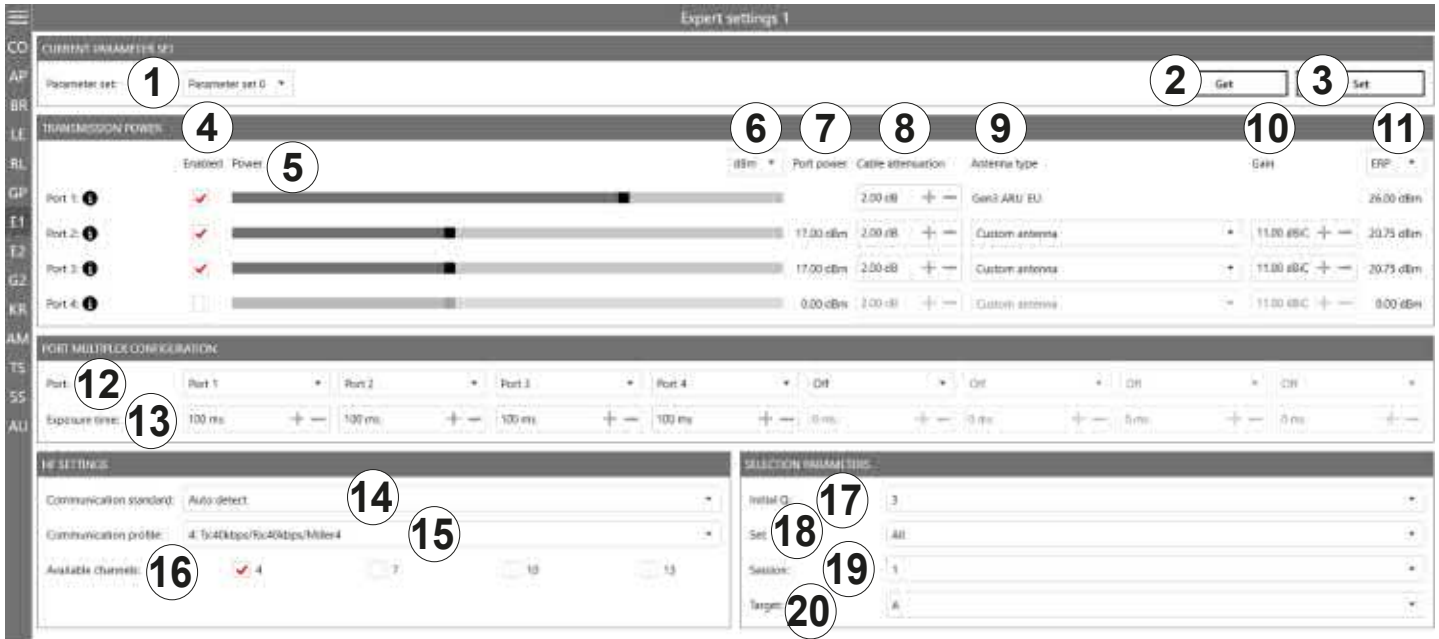 Expert settings 1
CO CURRENT PARAMETER SET
AP Parameter set: 1 Parameter set 0 2 Get 3 Set
BR
LE TRANSMISSION POWER 4 6 7 8 9 10 11
RL Enabled Power 5 dBm Port power Cable attenuation Antenna type Gain ERP
GP Port 1: 2.00 dB Gen3 ARU EU 26.00 dBm
E1 Port 2: 17.00 dBm 2.00 dB Custom antenna 11.00 dBiC 20.75 dBm
E2 Port 3: 17.00 dBm 2.00 dB Custom antenna 11.00 dBiC 20.75 dBm
G2
KR Port 4: 0.00 dBm 2.00 dB Custom antenna 11.00 dBiC 0.00 dBm
AM PORT MULTIPLEX CONFIGURATION
TS Port: 12 Port 1 Port 2 Port 3 Port 4 Off Off Off Off
SS
AU Exposure time: 13 100 ms 100 ms 100 ms 100 ms 0 ms 0 ms 0 ms 0 ms
HF SETTINGS
Communication standard: Auto detect 14
Communication profile: 4: Tx:40kbps/Rx:40kbps/Miller4 15
Available channels: 16 4 7 10 13
SELECTION PARAMETERS
Initial Q: 17 3
Sel: 18 All
Session: 19 1
Target: 20 A